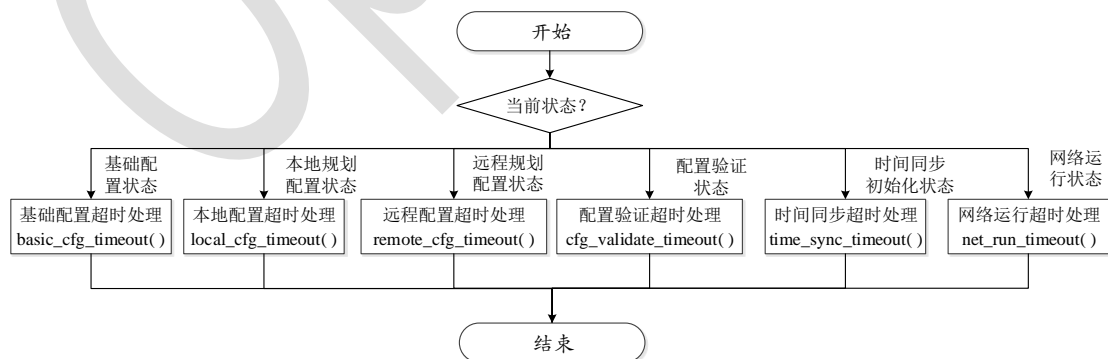 开始
当前状态？
基础配
置状态
本地规划
配置状态
远程规划
配置状态
配置验证
状态
时间同步
初始化状态
网络运
行状态
基础配置超时处理
basic_cfg_timeout( )
本地配置超时处理
local_cfg_timeout( )
远程配置超时处理
remote_cfg_timeout( )
配置验证超时处理
cfg_validate_timeout( )
时间同步超时处理
time_sync_timeout( )
网络运行超时处理
net_run_timeout( )
结束